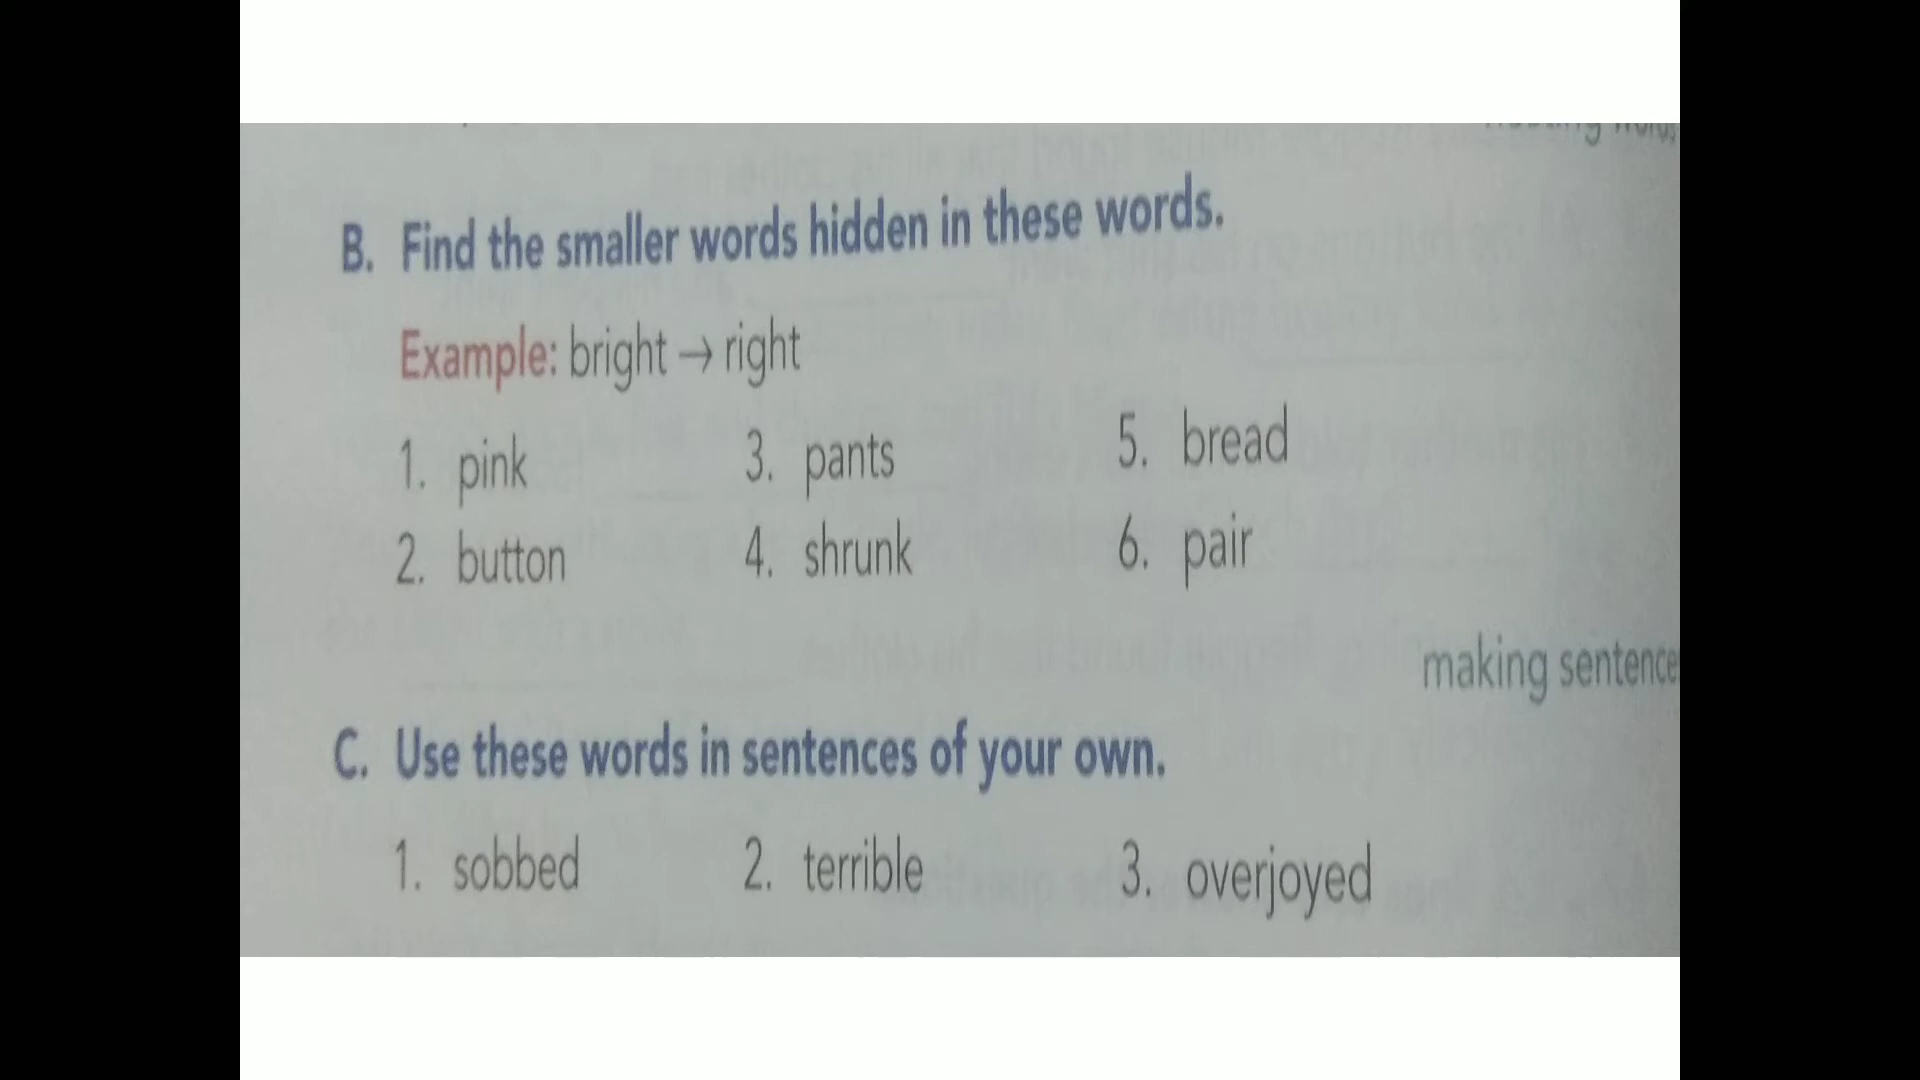 B. Find the smaller words hidden in these words.
Example: bright → right
1. pink 3. pants 5. bread
2. button 4. shrunk 6. pair
making sentence
C. Use these words in sentences of your own.
1. sobbed 2. terrible 3. overjoyed